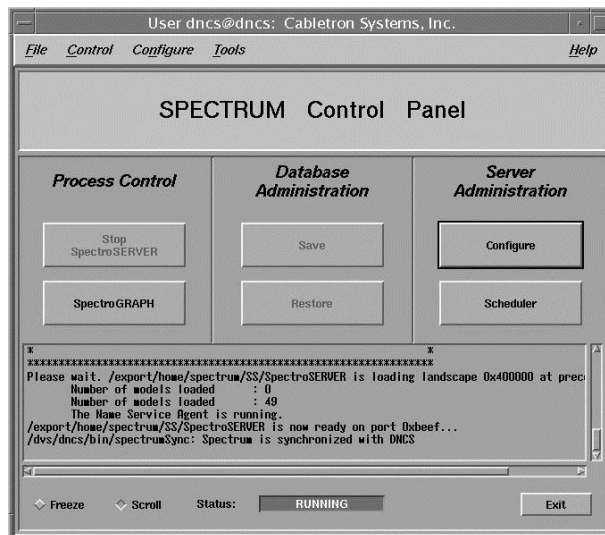 User dncs@dncs: Cabletron Systems, Inc.
File Control Configure Tools Help
SPECTRUM Control Panel
Process Control
Stop
SpectroSERVER
SpectroGRAPH
Database
Administration
Save
Restore
Server
Administration
Configure
Scheduler
* *
*****************************************************************
Please wait. /export/home/spectrum/SS/SpectroSERVER is loading landscape 0x400000 at prec
Number of models loaded : 0
Number of models loaded : 49
The Name Service Agent is running.
/export/home/spectrum/SS/SpectroSERVER is now ready on port 0xbeef...
/dvs/dncs/bin/spectrumSync: Spectrum is synchronized with DNCS
Freeze Scroll Status: RUNNING Exit